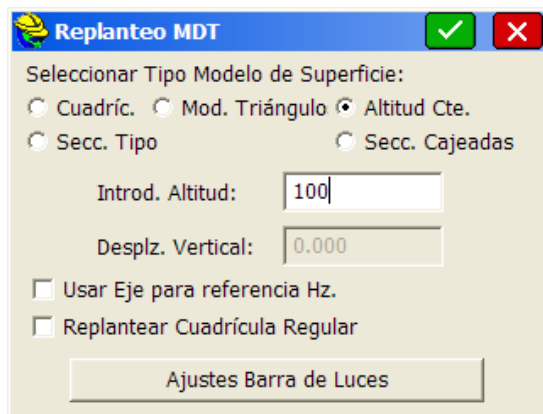 Replanteo MDT
Seleccionar Tipo Modelo de Superficie:
Cuadríc. Mod. Triángulo Altitud Cte.
Secc. Tipo Secc. Cajeadas
Introd. Altitud: 100
Desplz. Vertical: 0.000
Usar Eje para referencia Hz.
Replantear Cuadrícula Regular
Ajustes Barra de Luces